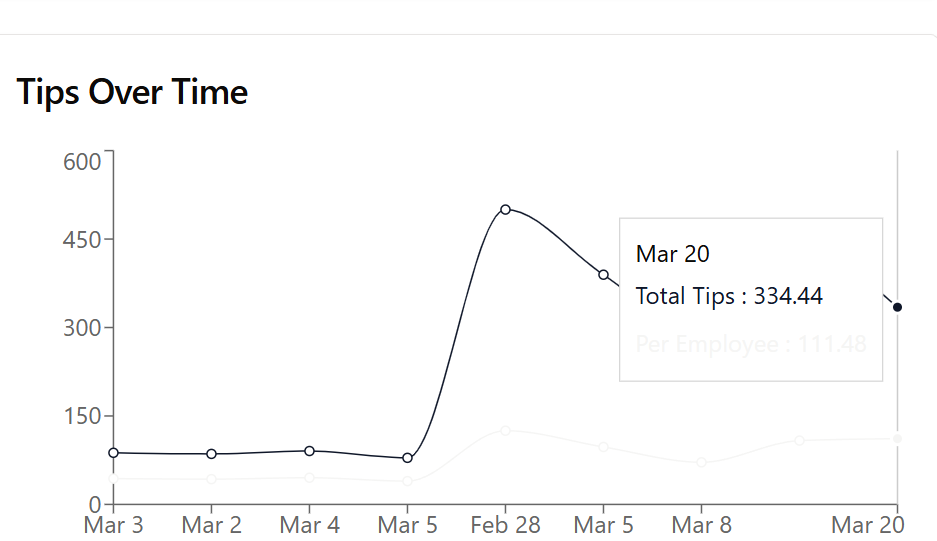 Tips Over Time
600
450
300
150
0
Mar 20
Total Tips : 334.44
Per Employee : 111.48
Mar 3 Mar 2 Mar 4 Mar 5 Feb 28 Mar 5 Mar 8 Mar 20